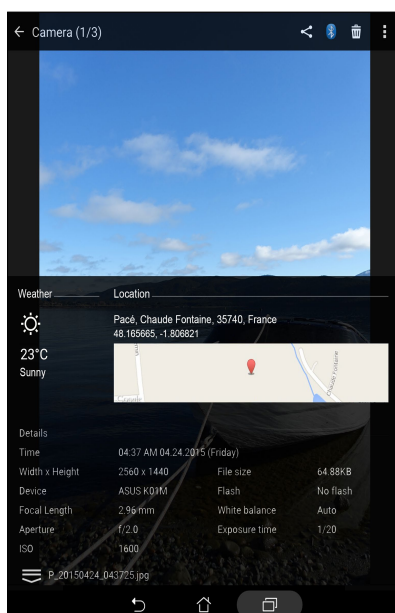 Camera (1/3)
Weather
Location
23°C
Sunny
Pacé, Chaude Fontaine, 35740, France
48.165665, -1.806821
Google
Chaude Fontaine
Details
Time 04:37 AM 04.24.2015 (Friday)
Width x Height 2560 x 1440 File size 64.88KB
Device ASUS K01M Flash No flash
Focal Length 2.96 mm White balance Auto
Aperture f/2.0 Exposure time 1/20
ISO 1600
P_20150424_043725.jpg